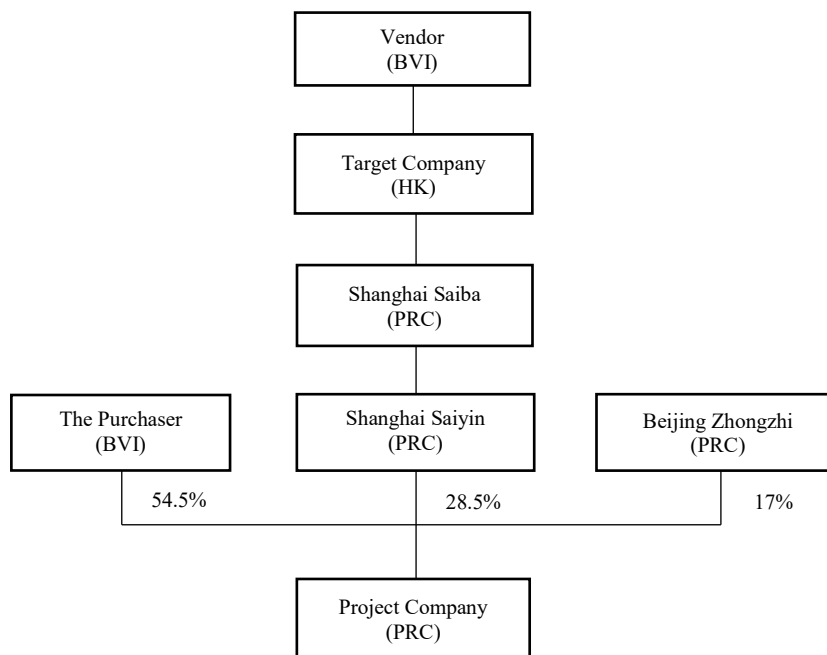 Vendor
(BVI)
Target Company
(HK)
Shanghai Saiba
(PRC)
The Purchaser
(BVI)
Shanghai Saiyin
(PRC)
Beijing Zhongzhi
(PRC)
54.5%
28.5%
17%
Project Company
(PRC)